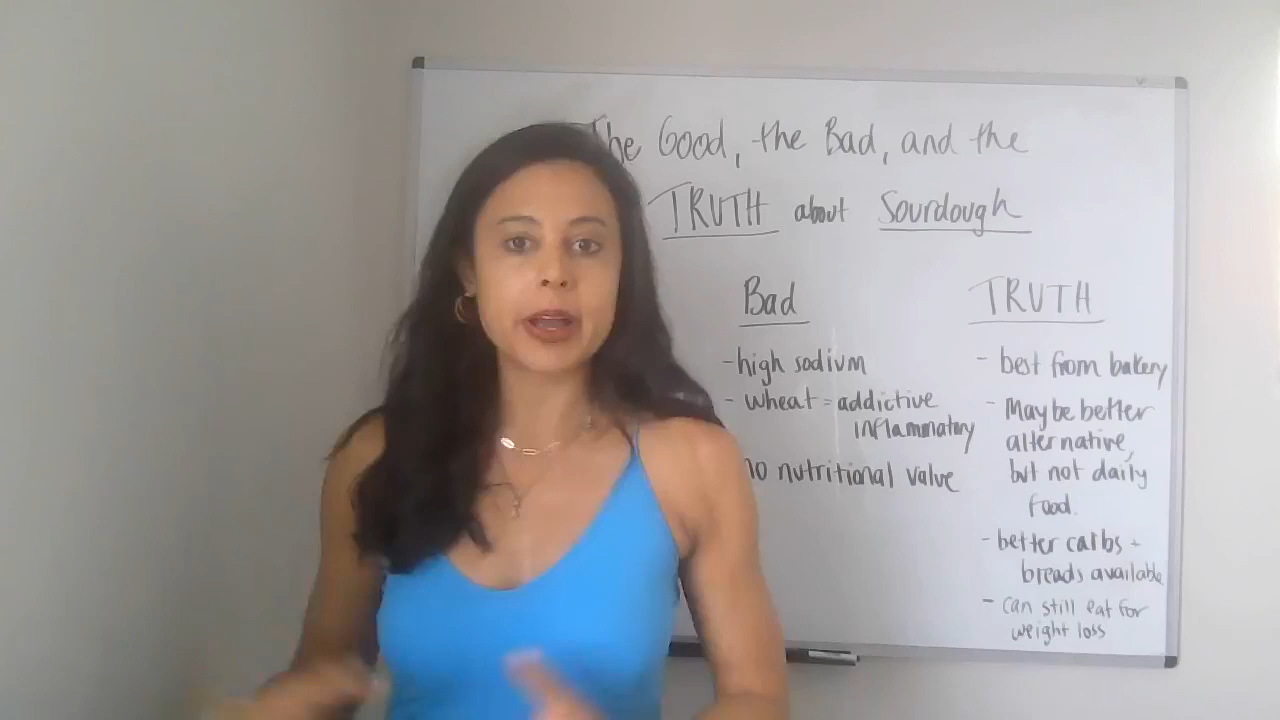 The Good, the Bad, and the
TRUTH about Sourdough
Bad
- high sodium
- wheat = addictive
inflammatory
no nutritional value
TRUTH
- best from bakery
- Maybe better
alternative,
but not daily
food.
- better carbs +
breads available
- can still eat for
weight loss